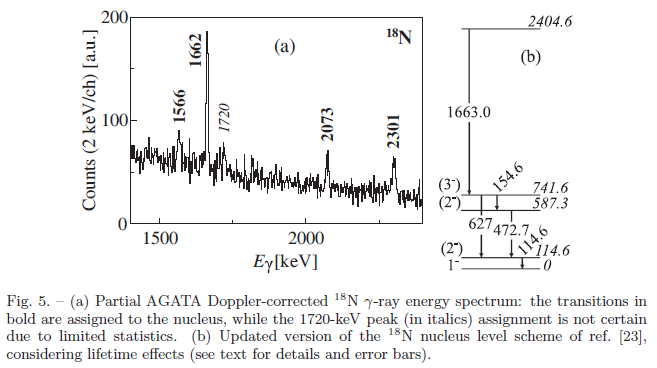 200
100
0
Counts (2 keV/ch) [a.u.]
(a)
18N
1566
1662
1720
2073
2301
1500
2000
Eγ[keV]
2404.6
(b)
1663.0
(3-)
154.6
741.6
(2-)
587.3
627
472.7
114.6
(2-)
114.6
1-
0
Fig. 5. – (a) Partial AGATA Doppler-corrected 18N γ-ray energy spectrum: the transitions in
bold are assigned to the nucleus, while the 1720-keV peak (in italics) assignment is not certain
due to limited statistics. (b) Updated version of the 18N nucleus level scheme of ref. [23],
considering lifetime effects (see text for details and error bars).